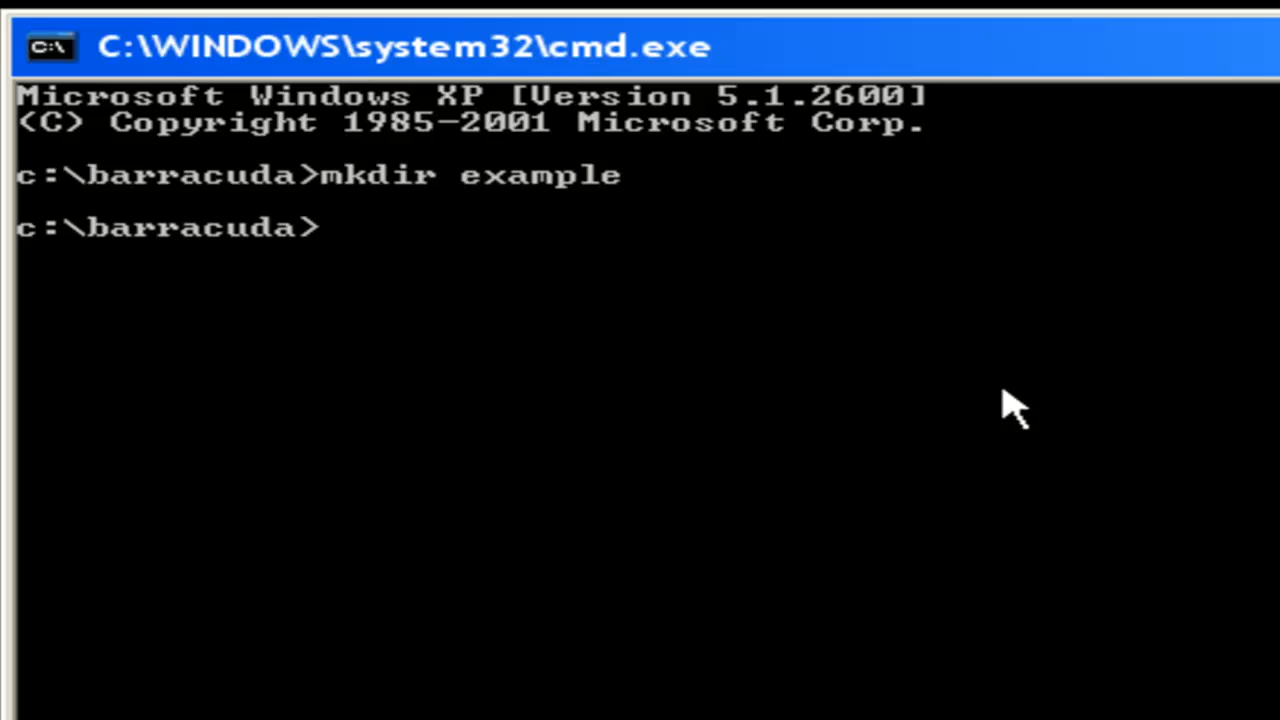 C:\WINDOWS\system32\cmd.exe
Microsoft Windows XP [Version 5.1.2600]
(C) Copyright 1985-2001 Microsoft Corp.
c:\barracuda>mkdir example
c:\barracuda>